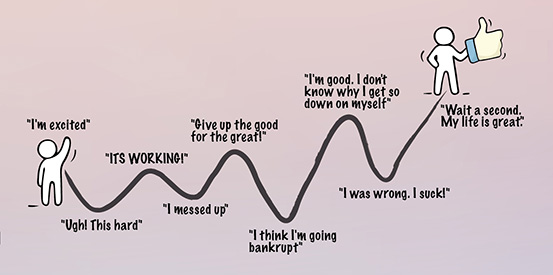 "I'm excited"
"Ugh! This hard"
"ITS WORKING!"
"I messed up"
"Give up the good
for the great!"
"I think I'm going
bankrupt"
"I'm good. I don't
know why I get so
down on myself"
"I was wrong. I suck!"
"Wait a second.
My life is great."